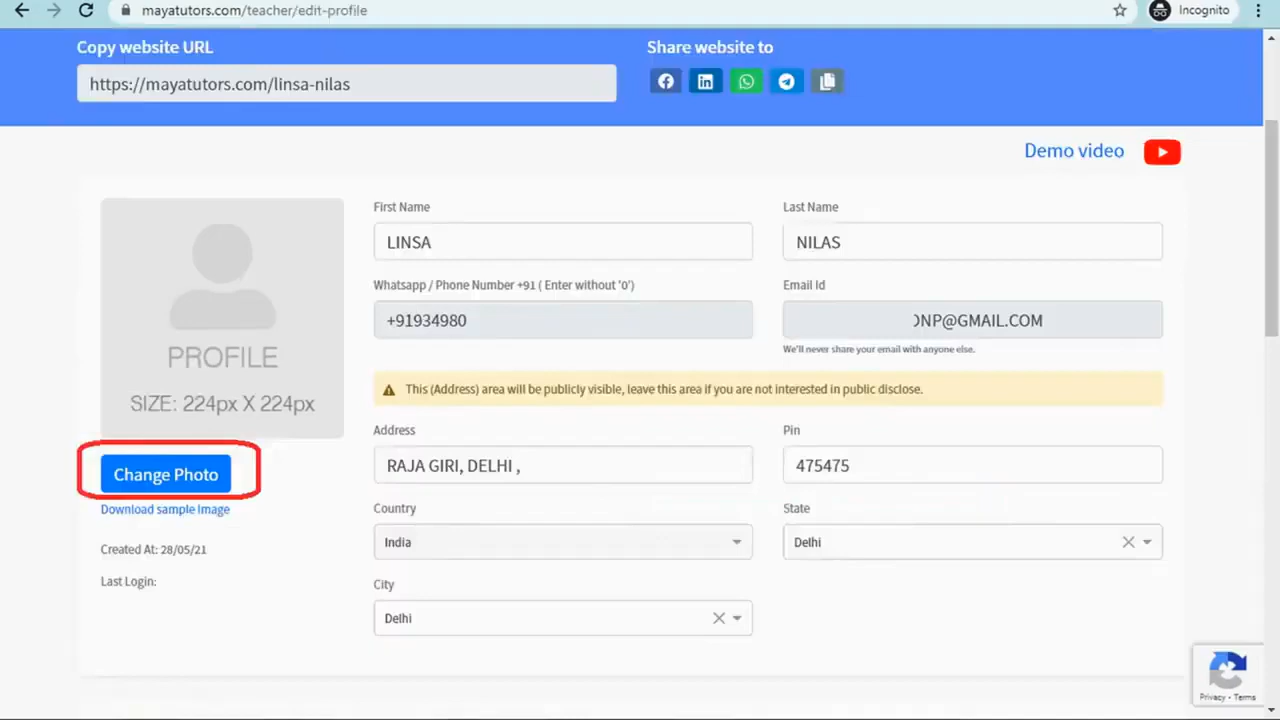 mayatutors.com/teacher/edit-profile
Incognito
Copy website URL
Share website to
https://mayatutors.com/linsa-nilas
Demo video
First Name
Last Name
LINSA
NILAS
Whatsapp / Phone Number +91 ( Enter without '0')
Email Id
+91934980
NP@GMAIL.COM
We'll never share your email with anyone else.
PROFILE
SIZE: 224px X 224px
This (Address) area will be publicly visible, leave this area if you are not interested in public disclose.
Address
Pin
RAJA GIRI, DELHI ,
475475
Change Photo
Download sample Image
Country
State
India
Delhi
Created At: 28/05/21
Last Login:
City
Delhi
Privacy - Terms